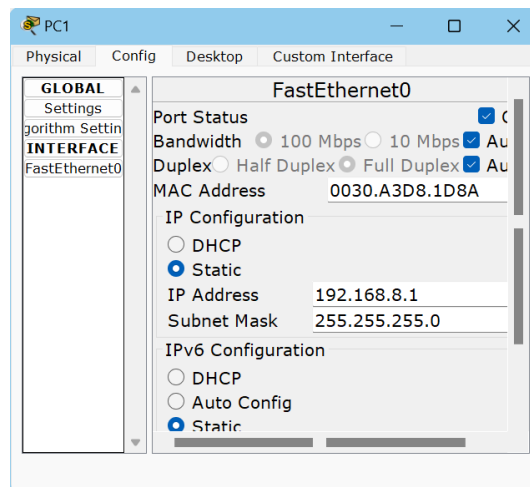 PC1
Physical Config Desktop Custom Interface
GLOBAL
Settings
gorithm Settin
INTERFACE
FastEthernet0
FastEthernet0
Port Status
Bandwidth 100 Mbps 10 Mbps Au
Duplex Half Duplex Full Duplex Au
MAC Address 0030.A3D8.1D8A
IP Configuration
DHCP
Static
IP Address 192.168.8.1
Subnet Mask 255.255.255.0
IPv6 Configuration
DHCP
Auto Config
Static